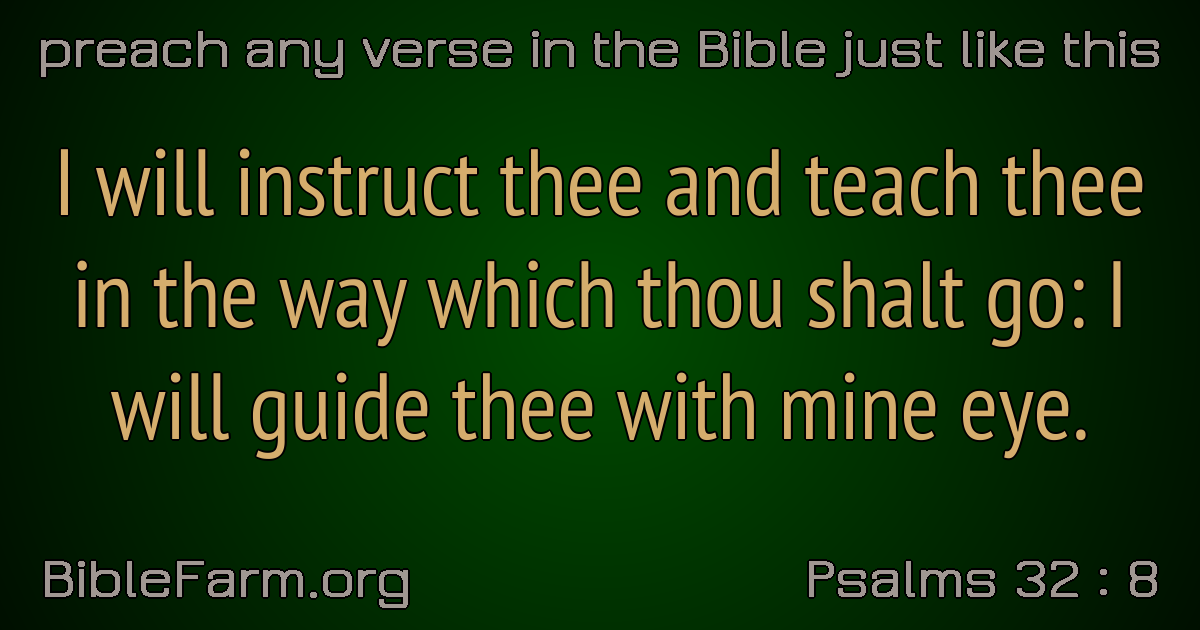 preach any verse in the Bible just like this
I will instruct thee and teach thee
in the way which thou shalt go: I
will guide thee with mine eye.
BibleFarm.org
Psalms 32 : 8